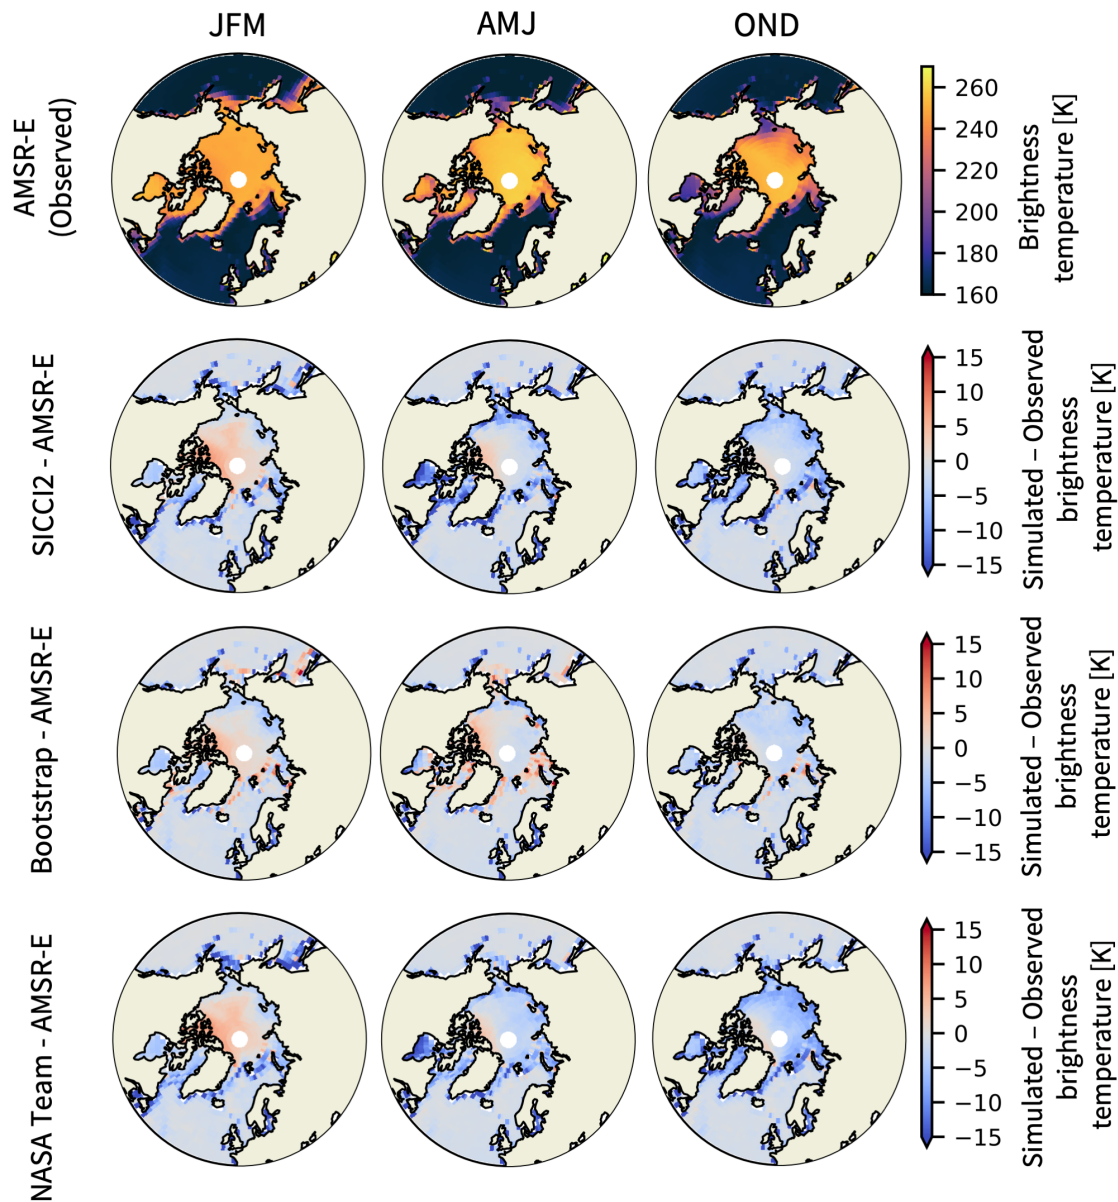 JFM
AMJ
OND
AMSR-E
(Observed)
260
240
220
200
180
160
Brightness
temperature [K]
SICCI2 - AMSR-E
15
10
5
0
−5
−10
−15
Simulated – Observed
brightness
temperature [K]
Bootstrap - AMSR-E
15
10
5
0
−5
−10
−15
Simulated – Observed
brightness
temperature [K]
NASA Team - AMSR-E
15
10
5
0
−5
−10
−15
Simulated – Observed
brightness
temperature [K]